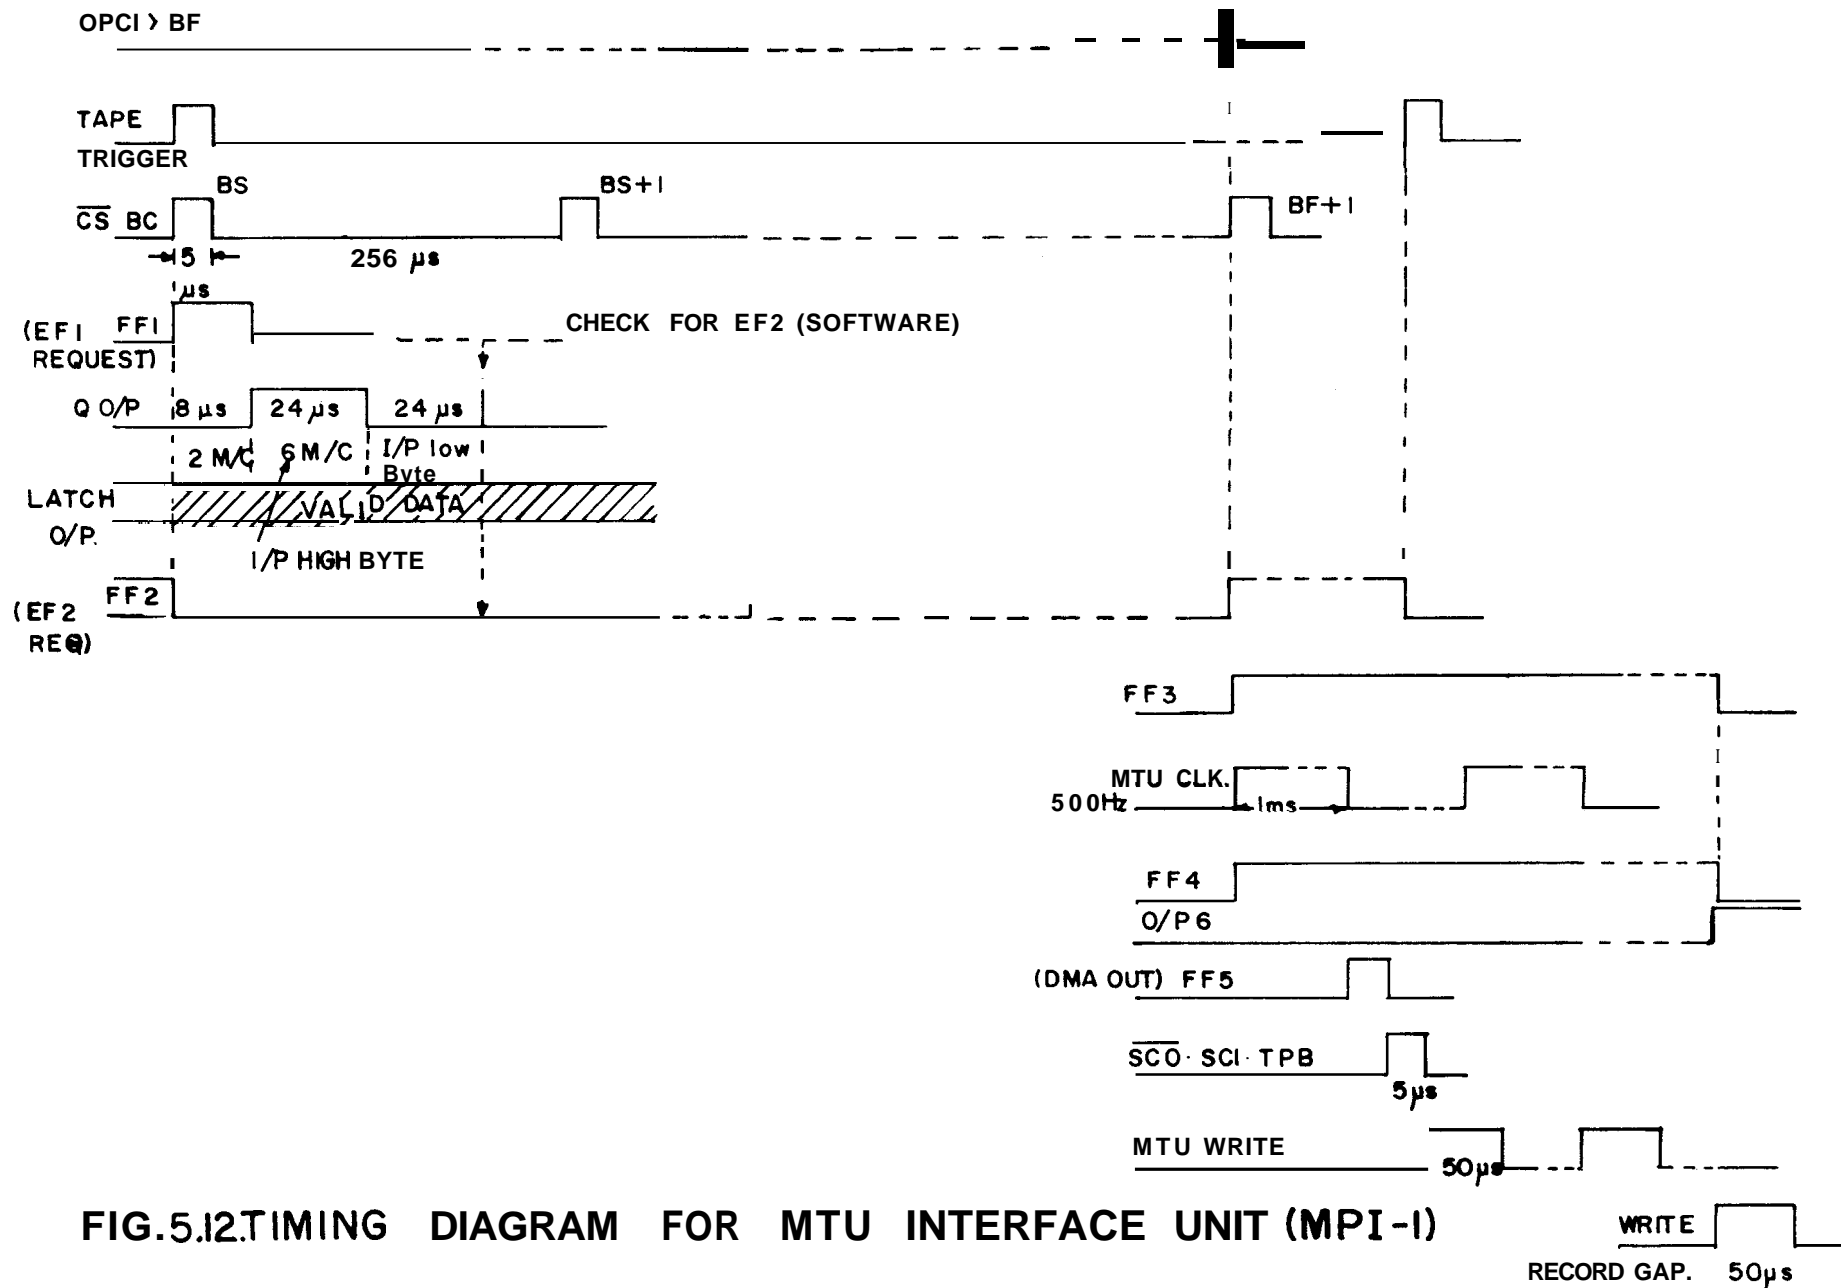 OPCI > BF
TAPE
TRIGGER
BS
BS+1
BF+1
C̅S̅ BC
5
μs
256 μs
(EF1 FF1
REQUEST)
CHECK FOR EF2 (SOFTWARE)
Q O/P
8 μs
24 μs
24 μs
2 M/C
6 M/C
I/P low
Byte
LATCH
O/P.
VALID DATA
I/P HIGH BYTE
FF2
(EF2
REQ)
FF3
MTU CLK.
500Hz
1ms
FF4
O/P 6
(DMA OUT) FF5
S̅C̅O̅ · SCI · TPB
5μs
MTU WRITE
50μs
FIG. 5.12. TIMING DIAGRAM FOR MTU INTERFACE UNIT (MPI-1)
WRITE
RECORD GAP. 50μs